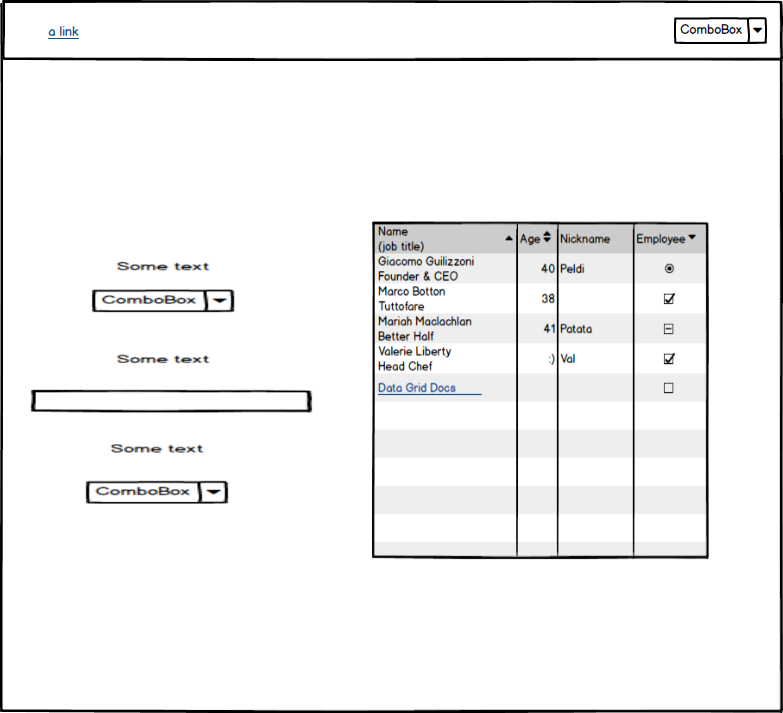 a link
ComboBox
Some text
ComboBox
Some text
Some text
ComboBox
Name
(job title)
Age
Nickname
Employee
Giacomo Guilizzoni
Founder & CEO
40
Peldi
Marco Botton
Tuttofare
38
Mariah Maclachlan
Better Half
41
Patata
Valerie Liberty
Head Chef
:)
Val
Data Grid Docs